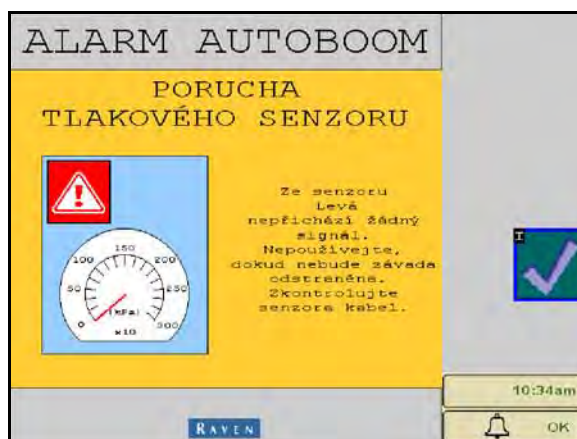 ALARM AUTOBOOM
PORUCHA
TLAKOVÉHO SENZORU
Ze senzoru
Levá
nepřichází žádný
signál.
Nepoužívejte,
dokud nebude závada
odstraněna.
Zkontrolujte
senzora kabel.
150
100
200
50
250
(kPa)
0
300
x10
I
10:34am
RAVEN
OK